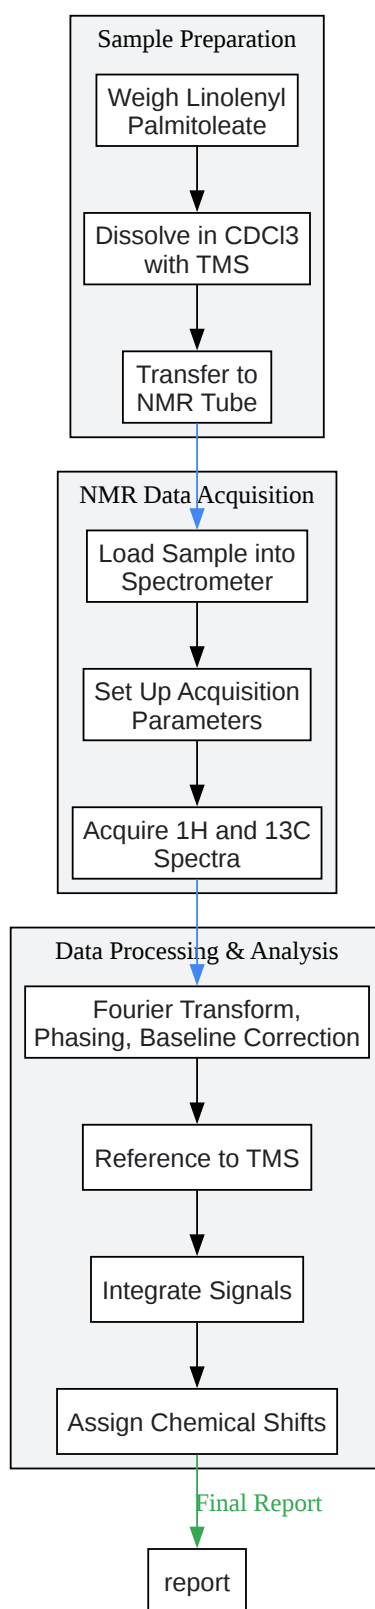 Sample Preparation
Weigh Linolenyl
Palmitoleate
Dissolve in CDCl3
with TMS
Transfer to
NMR Tube
NMR Data Acquisition
Load Sample into
Spectrometer
Set Up Acquisition
Parameters
Acquire 1H and 13C
Spectra
Data Processing & Analysis
Fourier Transform,
Phasing, Baseline Correction
Reference to TMS
Integrate Signals
Assign Chemical Shifts
Final Report
report